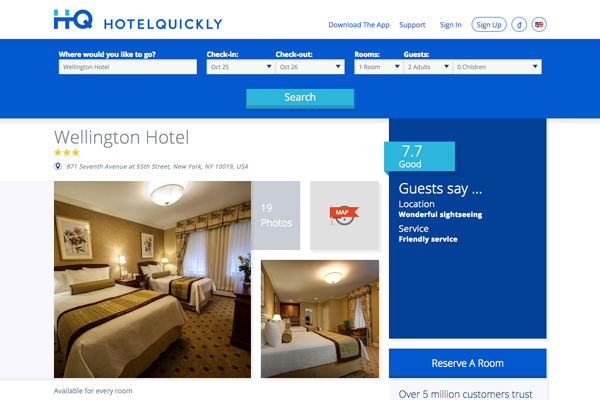 HQ HOTELQUICKLY
Download The App Support Sign In Sign Up
Where would you like to go? Check-in: Check-out: Rooms: Guests:
Wellington Hotel Oct 25 Oct 26 1 Room 2 Adults 0 Children
Search
Wellington Hotel
871 Seventh Avenue at 55th Street, New York, NY 10019, USA
7.7
Good
19
Photos
MAP
Guests say ...
Location
Wonderful sightseeing
Service
Friendly service
Reserve A Room
Available for every room
Over 5 million customers trust